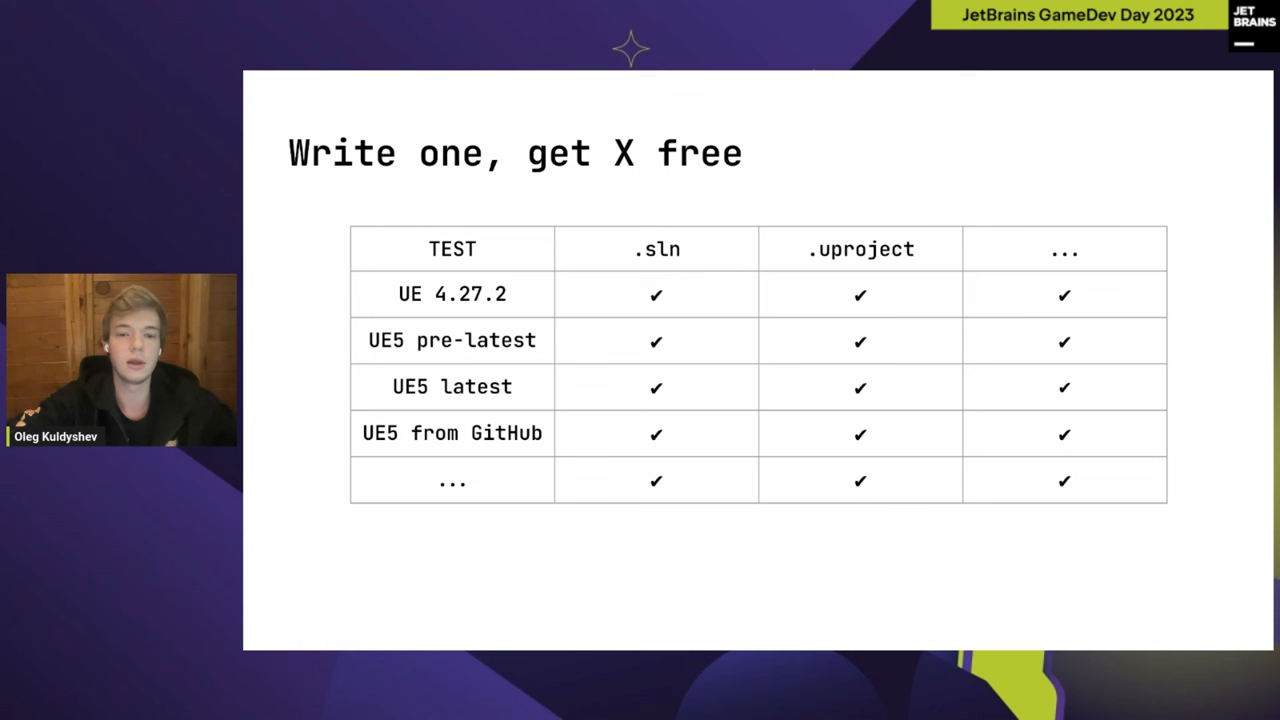 JetBrains GameDev Day 2023
JET
BRAINS
Write one, get X free
TEST .sln .uproject ...
UE 4.27.2 ✔ ✔ ✔
UE5 pre-latest ✔ ✔ ✔
UE5 latest ✔ ✔ ✔
UE5 from GitHub ✔ ✔ ✔
... ✔ ✔ ✔
Oleg Kuldyshev